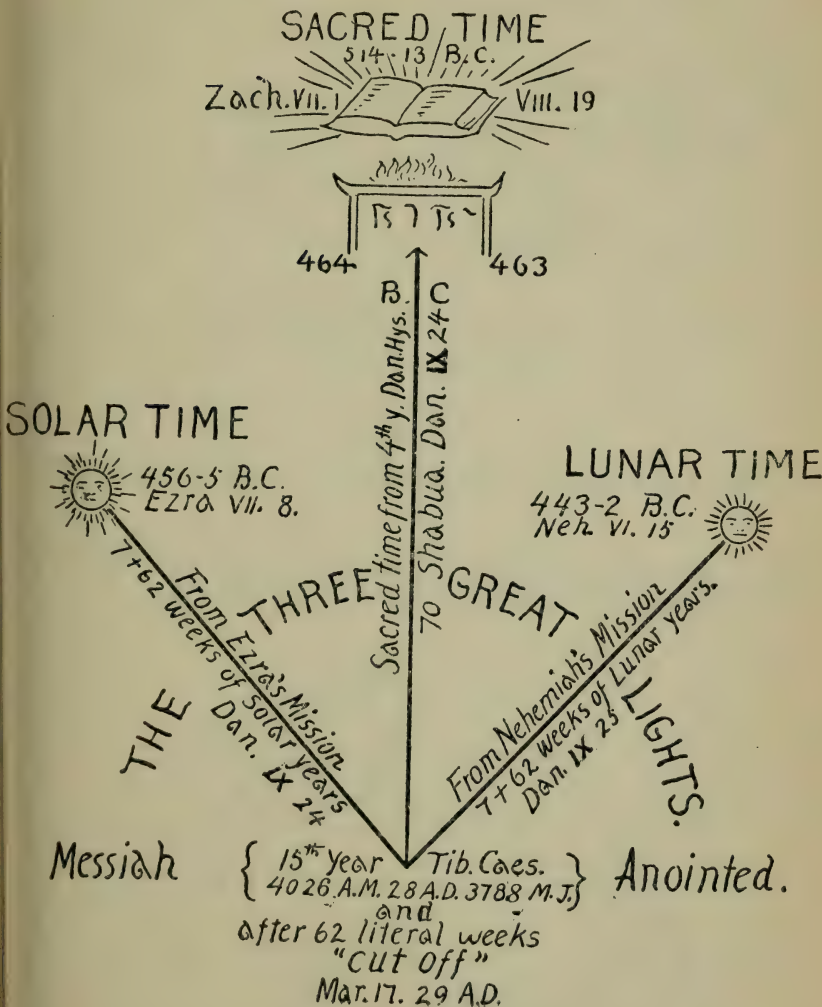 SACRED TIME
514-13 B.C.
Zach. VII. 1 VIII. 19
464 463
B. C
Sacred time from 4th y. Dan. Hys.
70 Shabua. Dan. IX 24
SOLAR TIME
456-5 B.C.
Ezra VII. 8.
LUNAR TIME
443-2 B.C.
Neh. VI. 15
THE THREE GREAT LIGHTS.
From Ezra's Mission
7+62 weeks of solar years
Dan. IX 24
From Nehemiah's Mission
7+62 weeks of Lunar years.
Dan. IX 25
Messiah { 15th Year Tib. Caes. } Anointed.
4026 A.M. 28 A.D. 3788 M.J.
and
after 62 literal weeks
"cut off"
Mar. 17. 29 A.D.